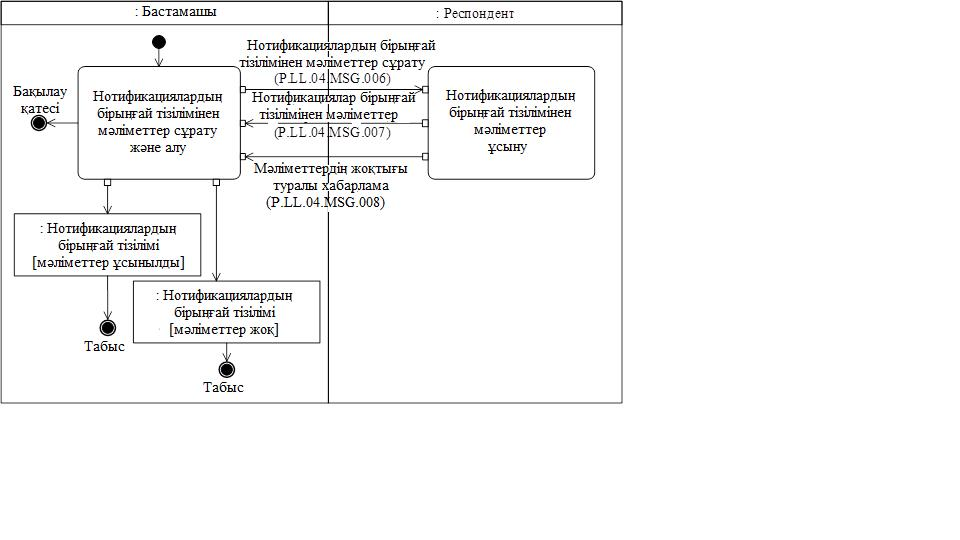 : Бастамашы
: Респондент
Нотификациялардың бірыңғай
тізілімінен мәліметтер сұрату
(P.LL.04.MSG.006)
Бақылау
қатесі
Нотификациялардың
бірыңғай тізілімінен
мәліметтер сұрату
және алу
Нотификациялар бірыңғай
тізілімінен мәліметтер
(P.LL.04.MSG.007)
Нотификациялардың
бірыңғай тізілімінен
мәліметтер
ұсыну
Мәліметтердің жоқтығы
туралы хабарлама
(P.LL.04.MSG.008)
: Нотификациялардың
бірыңғай тізілімі
[мәліметтер ұсынылды]
Табыс
: Нотификациялардың
бірыңғай тізілімі
[мәліметтер жоқ]
Табыс